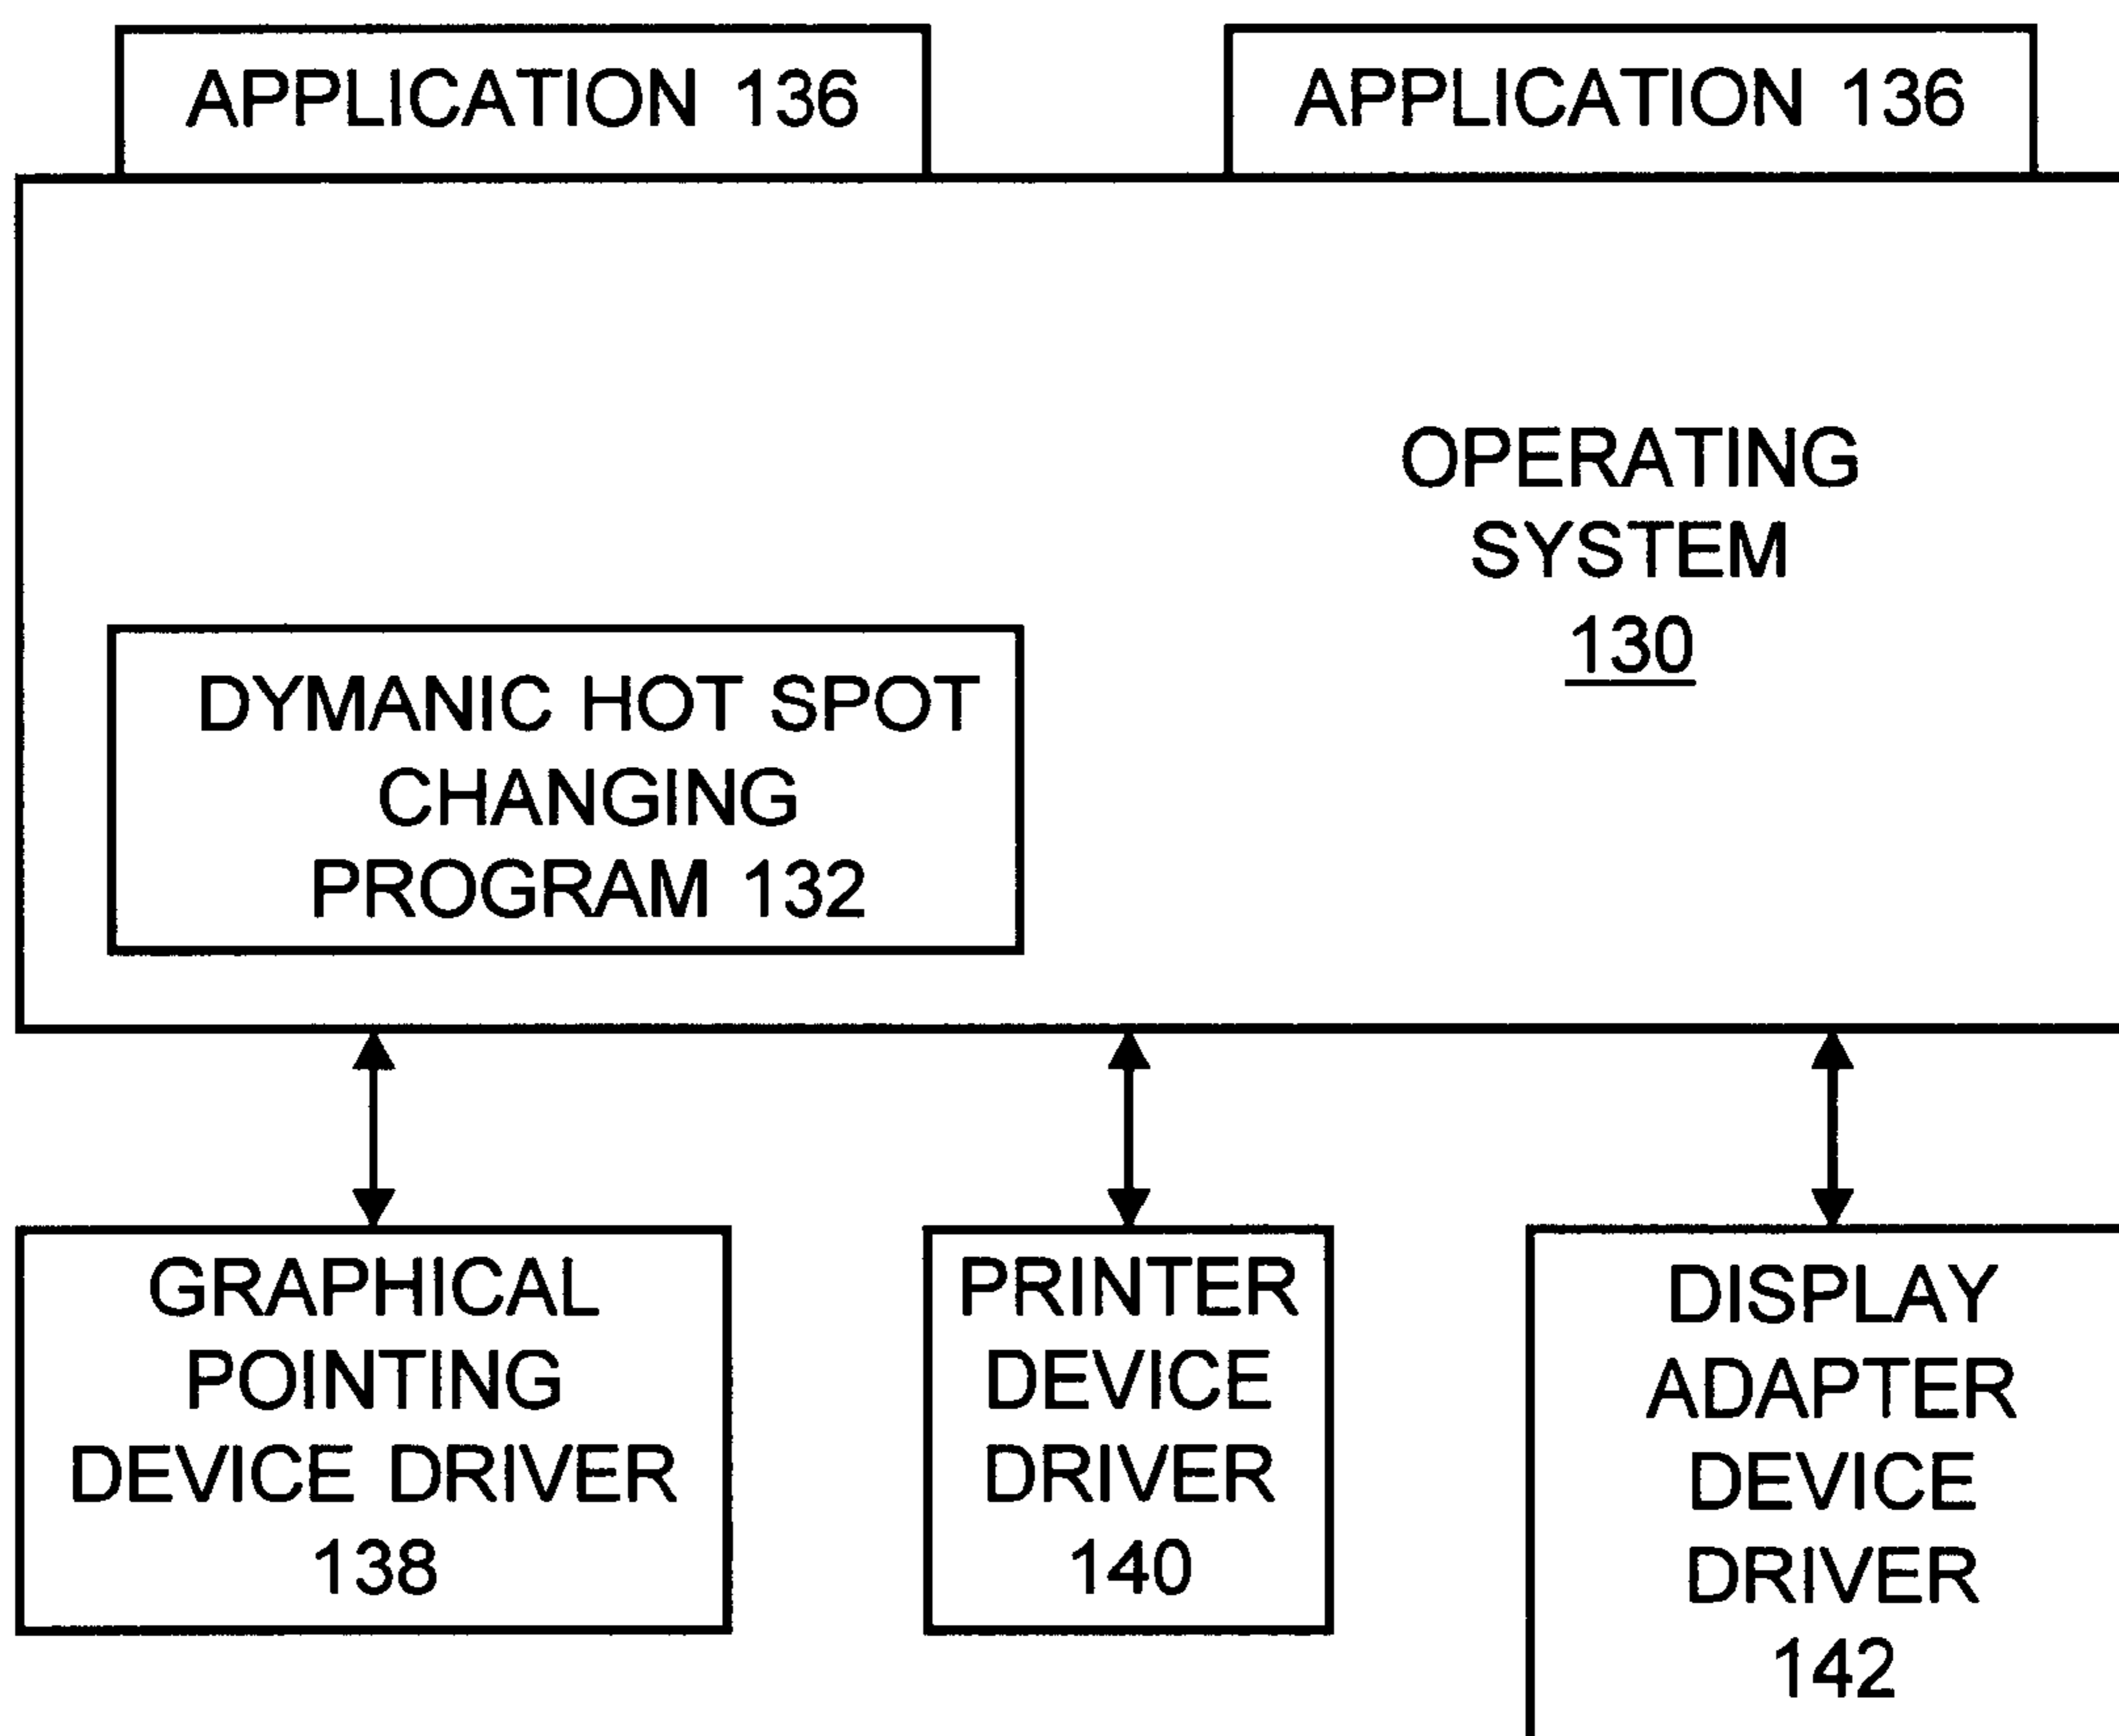 APPLICATION 136
APPLICATION 136
OPERATING
SYSTEM
130
DYMANIC HOT SPOT
CHANGING
PROGRAM 132
GRAPHICAL
POINTING
DEVICE DRIVER
138
PRINTER
DEVICE
DRIVER
140
DISPLAY
ADAPTER
DEVICE
DRIVER
142